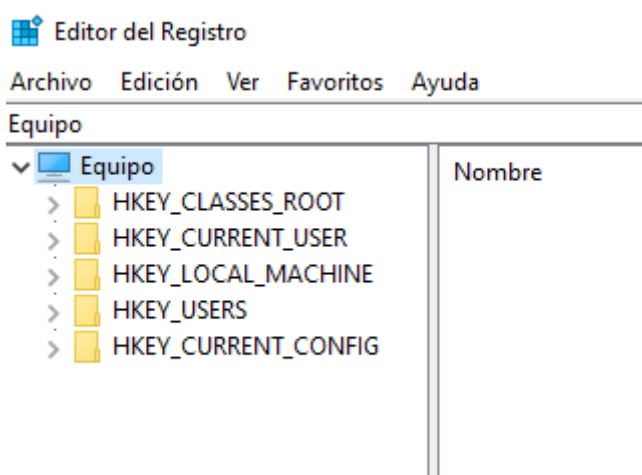 Editor del Registro
Archivo Edición Ver Favoritos Ayuda
Equipo
Equipo
Nombre
HKEY_CLASSES_ROOT
HKEY_CURRENT_USER
HKEY_LOCAL_MACHINE
HKEY_USERS
HKEY_CURRENT_CONFIG